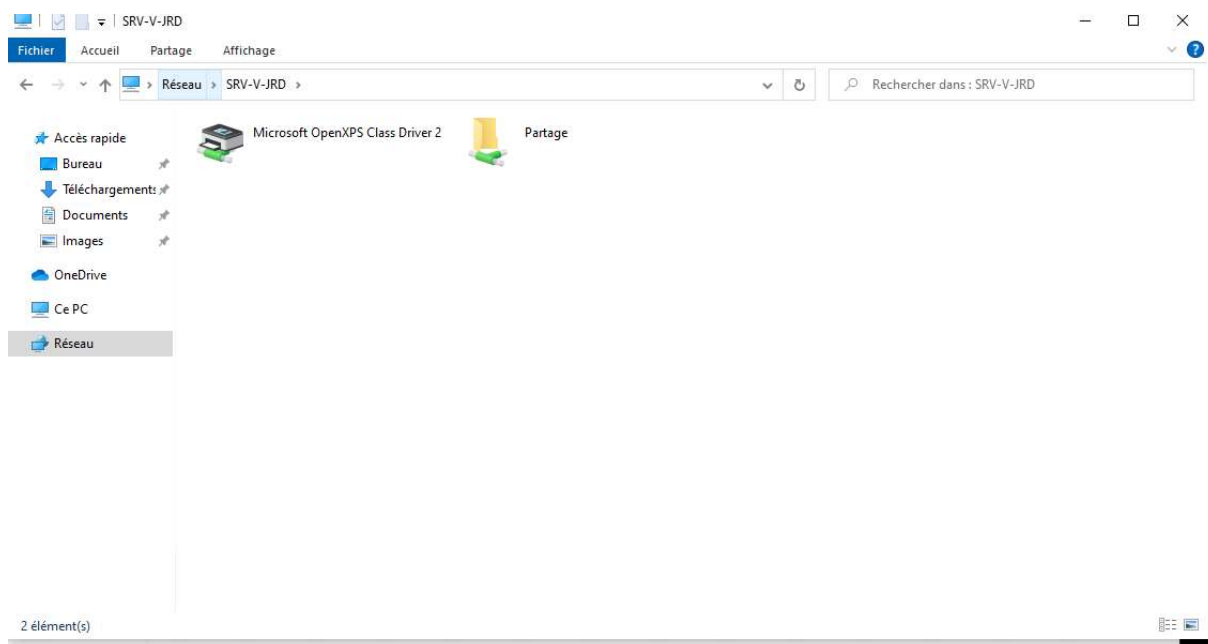 SRV-V-JRD
Fichier Accueil Partage Affichage
Réseau SRV-V-JRD Rechercher dans : SRV-V-JRD
Accès rapide
Bureau
Téléchargements
Documents
Images
OneDrive
Ce PC
Réseau
Microsoft OpenXPS Class Driver 2
Partage
2 élément(s)